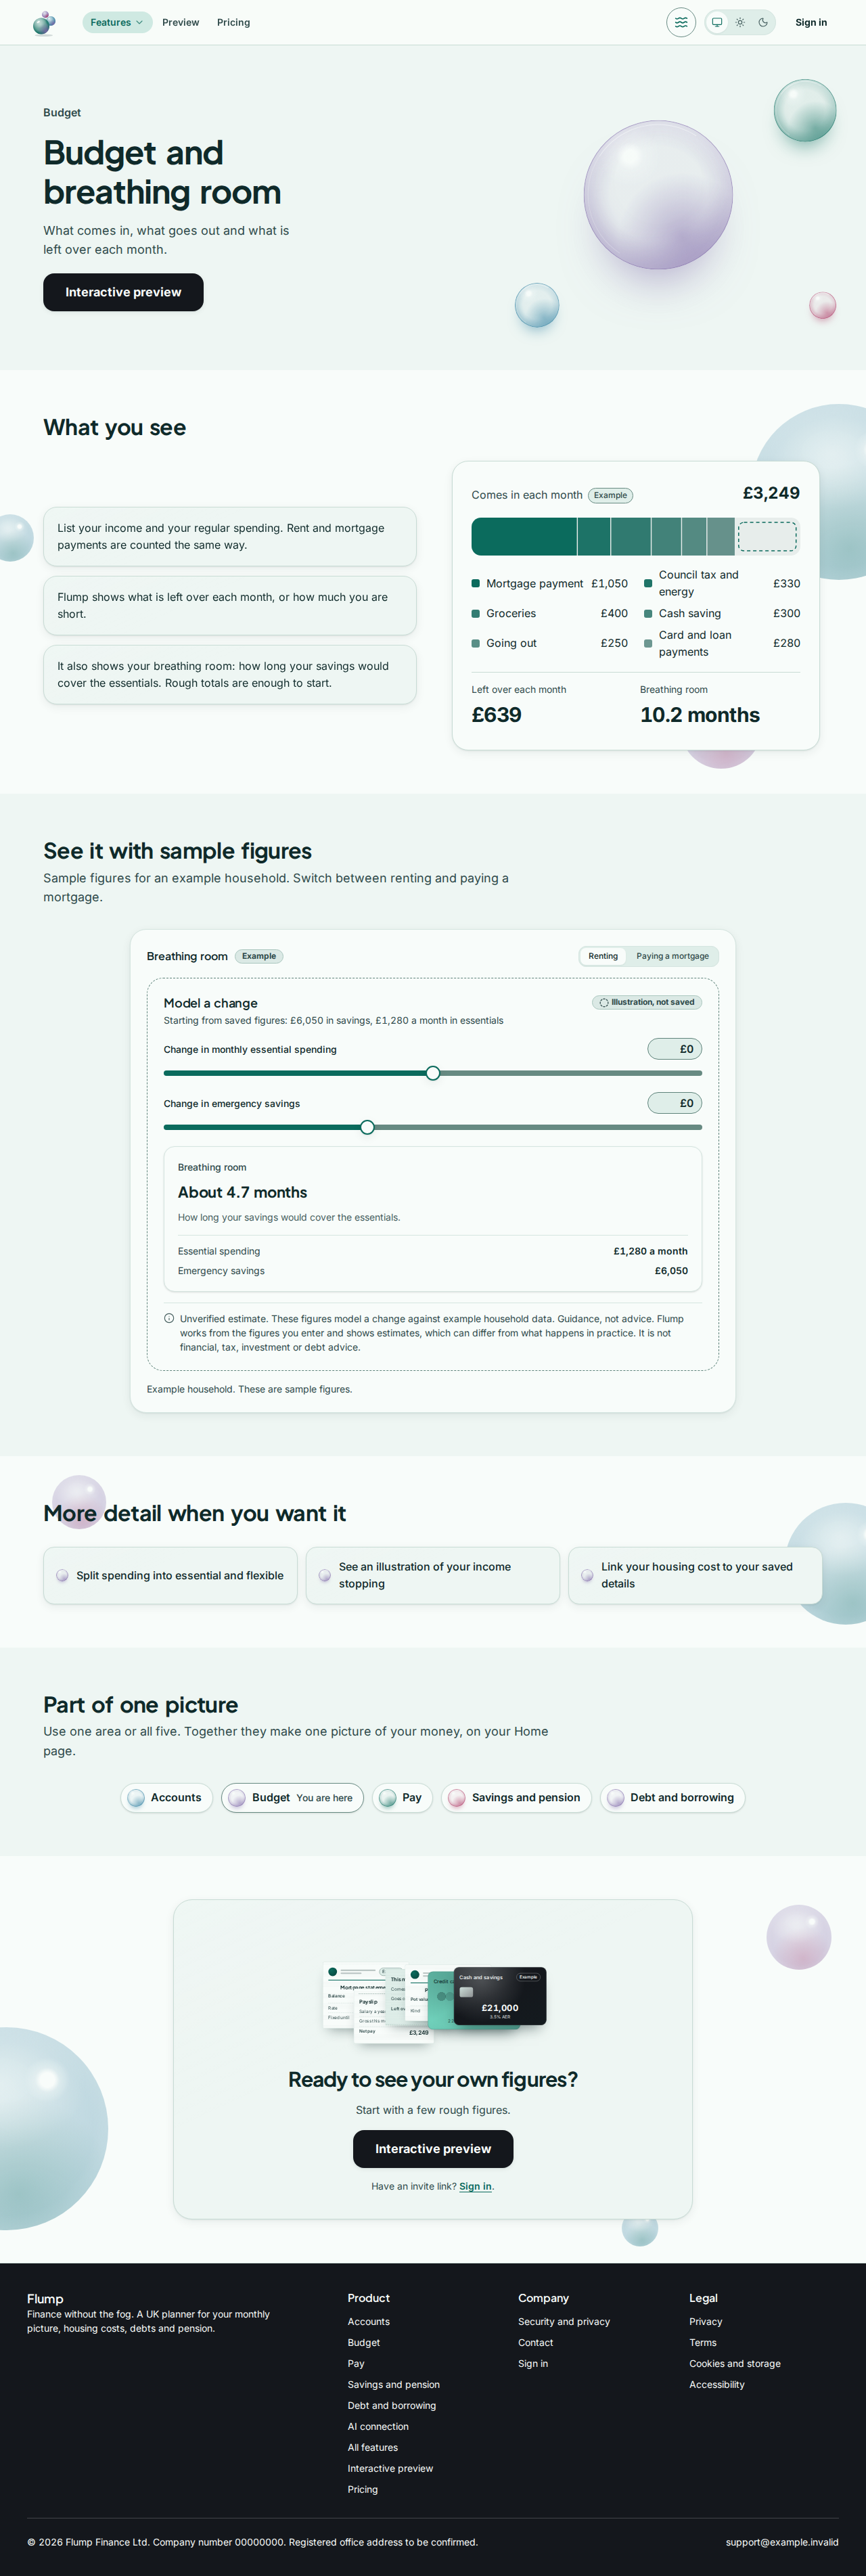 Features
Preview
Pricing
Sign in
Budget
Budget and
breathing room
What comes in, what goes out and what is
left over each month.
Interactive preview
What you see
List your income and your regular spending. Rent and mortgage
payments are counted the same way.
Flump shows what is left over each month, or how much you are
short.
It also shows your breathing room: how long your savings would
cover the essentials. Rough totals are enough to start.
Comes in each month Example £3,249
Mortgage payment £1,050
Council tax and
energy £330
Groceries £400
Cash saving £300
Going out £250
Card and loan
payments £280
Left over each month
£639
Breathing room
10.2 months
See it with sample figures
Sample figures for an example household. Switch between renting and paying a
mortgage.
Breathing room Example
Renting Paying a mortgage
Model a change
Illustration, not saved
Starting from saved figures: £6,050 in savings, £1,280 a month in essentials
Change in monthly essential spending £0
Change in emergency savings £0
Breathing room
About 4.7 months
How long your savings would cover the essentials.
Essential spending £1,280 a month
Emergency savings £6,050
Unverified estimate. These figures model a change against example household data. Guidance, not advice. Flump
works from the figures you enter and shows estimates, which can differ from what happens in practice. It is not
financial, tax, investment or debt advice.
Example household. These are sample figures.
More detail when you want it
Split spending into essential and flexible
See an illustration of your income
stopping
Link your housing cost to your saved
details
Part of one picture
Use one area or all five. Together they make one picture of your money, on your Home
page.
Accounts
Budget You are here
Pay
Savings and pension
Debt and borrowing
Balance
Rate
Payslip
Net pay £3,249
Cash and savings Example
£21,000
3.5% AER
Ready to see your own figures?
Start with a few rough figures.
Interactive preview
Have an invite link? Sign in.
Flump
Finance without the fog. A UK planner for your monthly
picture, housing costs, debts and pension.
Product
Accounts
Budget
Pay
Savings and pension
Debt and borrowing
AI connection
All features
Interactive preview
Pricing
Company
Security and privacy
Contact
Sign in
Legal
Privacy
Terms
Cookies and storage
Accessibility
© 2026 Flump Finance Ltd. Company number 00000000. Registered office address to be confirmed.
support@example.invalid